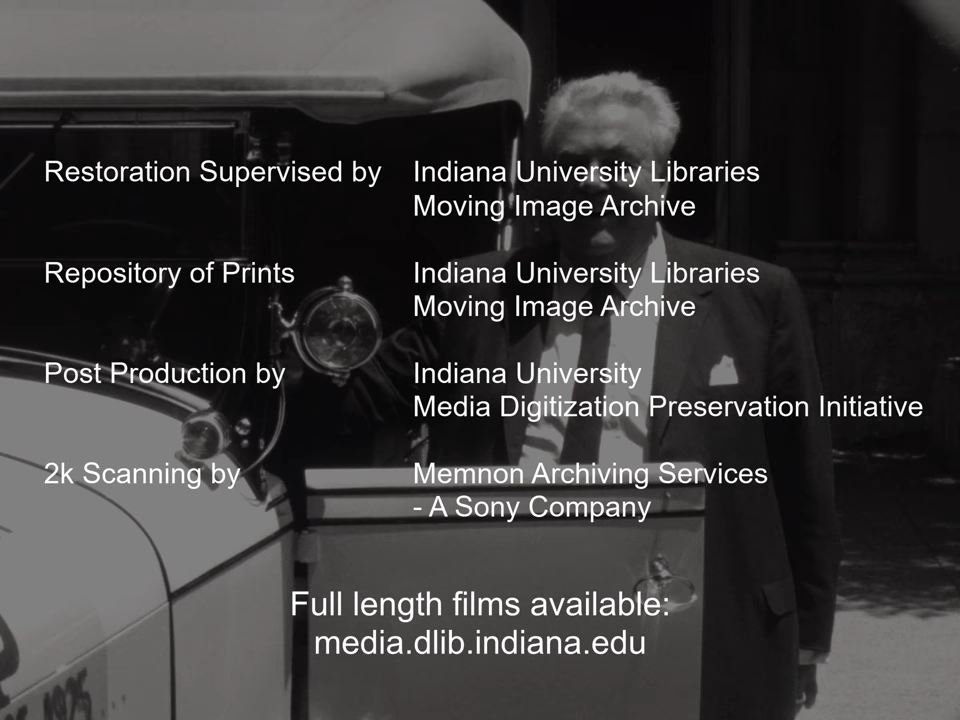 Restoration Supervised by Indiana University Libraries
Moving Image Archive
Repository of Prints Indiana University Libraries
Moving Image Archive
Post Production by Indiana University
Media Digitization Preservation Initiative
2k Scanning by Memnon Archiving Services
- A Sony Company
Full length films available:
media.dlib.indiana.edu